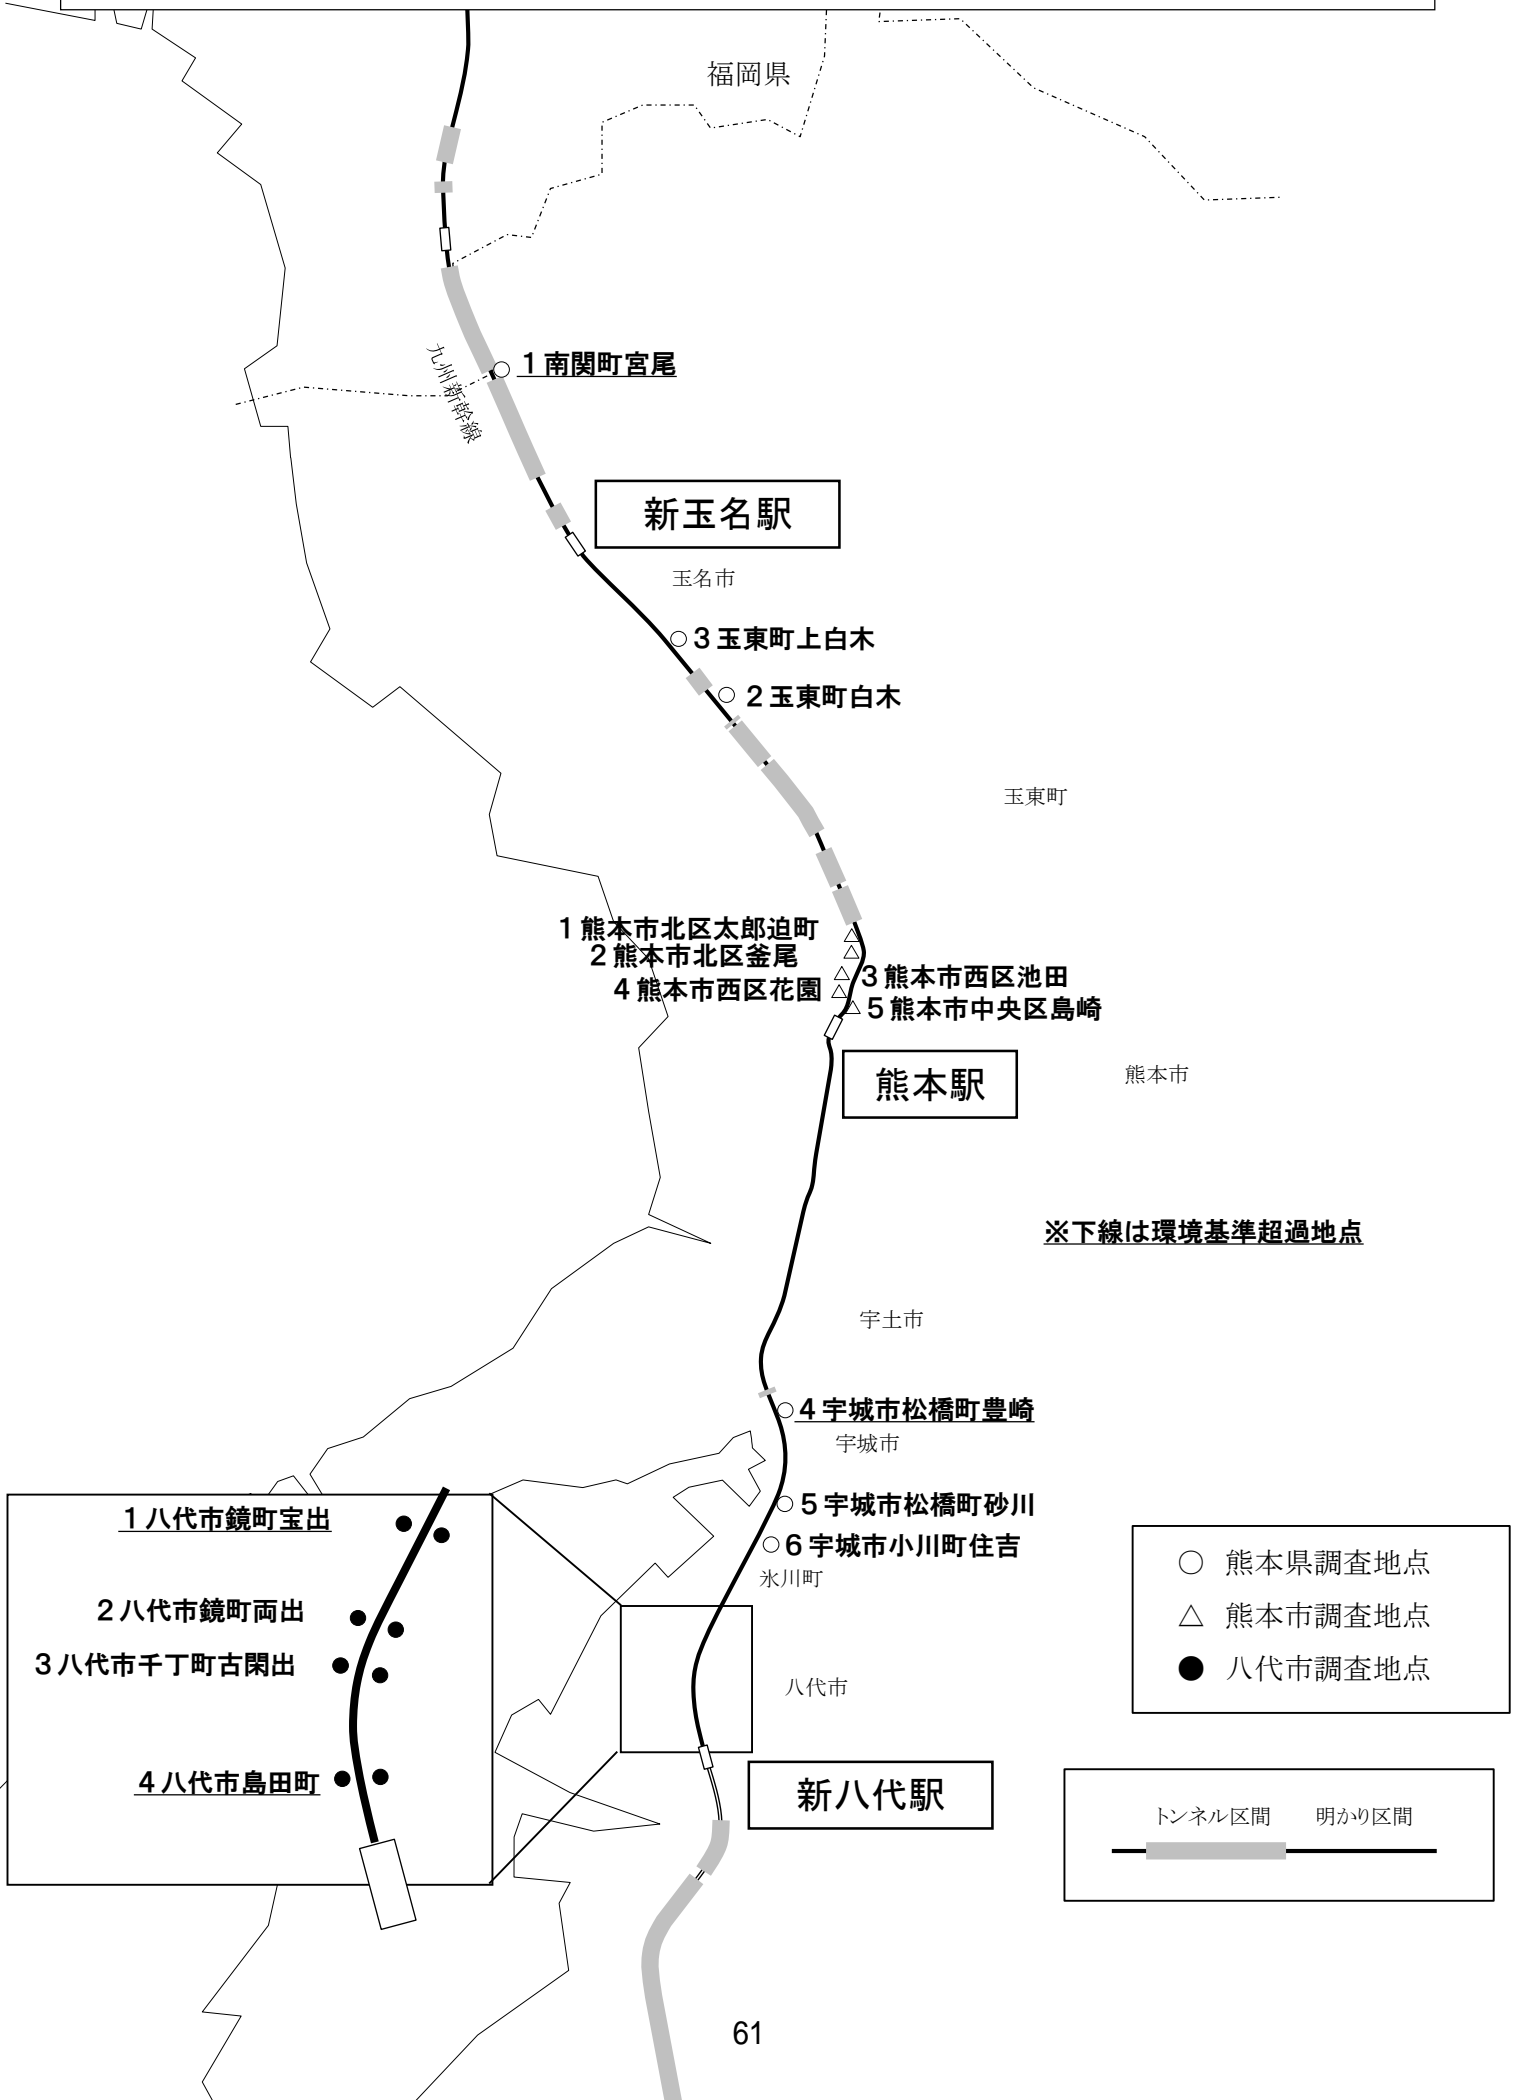 福岡県
九州新幹線
１南関町宮尾
新玉名駅
玉名市
３玉東町上白木
２玉東町白木
玉東町
１熊本市北区太郎迫町
２熊本市北区釜尾
３熊本市西区池田
４熊本市西区花園
５熊本市中央区島崎
熊本駅
熊本市
※下線は環境基準超過地点
宇土市
４宇城市松橋町豊崎
宇城市
５宇城市松橋町砂川
６宇城市小川町住吉
氷川町
１八代市鏡町宝出
２八代市鏡町両出
３八代市千丁町古閑出
４八代市島田町
八代市
新八代駅
○ 熊本県調査地点
△ 熊本市調査地点
● 八代市調査地点
トンネル区間 明かり区間
61